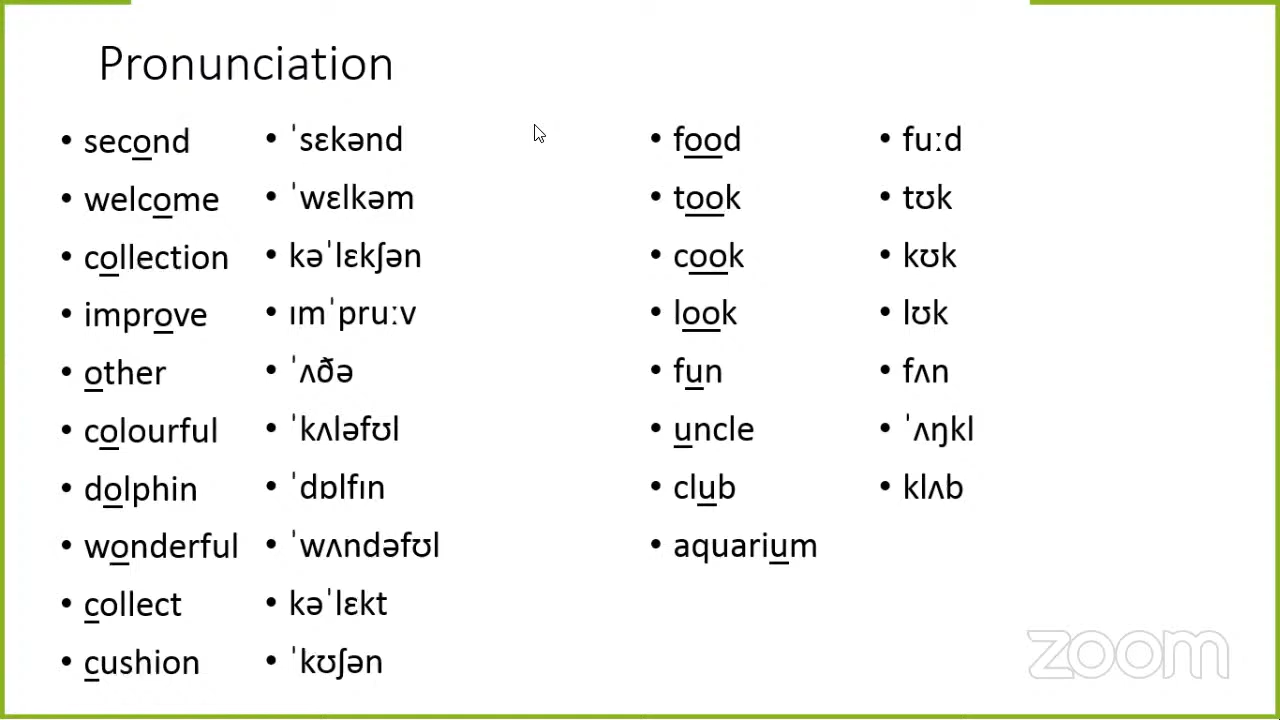 Pronunciation
• second
• welcome
• collection
• improve
• other
• colourful
• dolphin
• wonderful
• collect
• cushion
• ˈsɛkənd
• ˈwɛlkəm
• kəˈlɛkʃən
• ɪmˈpruːv
• ˈʌðə
• ˈkʌləfʊl
• ˈdɒlfɪn
• ˈwʌndəfʊl
• kəˈlɛkt
• ˈkʊʃən
• food
• took
• cook
• look
• fun
• uncle
• club
• aquarium
• fuːd
• tʊk
• kʊk
• lʊk
• fʌn
• ˈʌŋkl
• klʌb
zoom